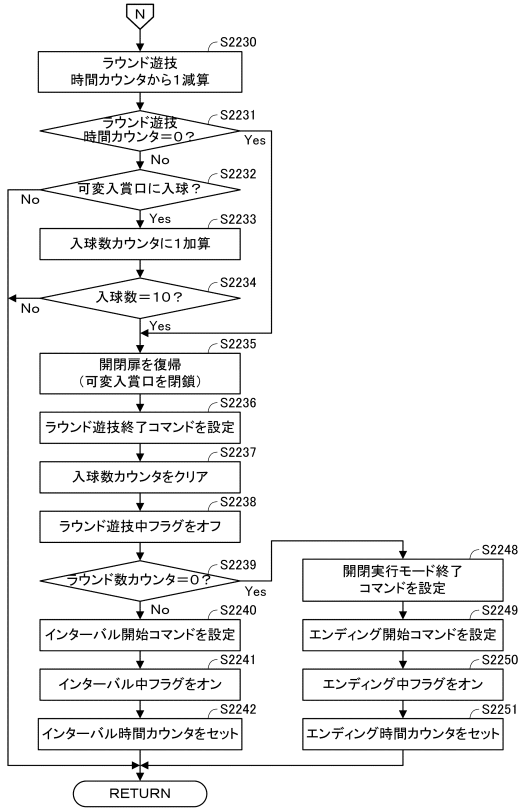 N
S2230
ラウンド遊技
時間カウンタから1減算
S2231
ラウンド遊技
時間カウンタ=0?
Yes
No
S2232
可変入賞口に入球?
No
Yes
S2233
入球数カウンタに1加算
S2234
入球数=10?
No
Yes
S2235
開閉扉を復帰
(可変入賞口を閉鎖)
S2236
ラウンド遊技終了コマンドを設定
S2237
入球数カウンタをクリア
S2238
ラウンド遊技中フラグをオフ
S2239
ラウンド数カウンタ=0?
Yes
No
S2240
インターバル開始コマンドを設定
S2241
インターバル中フラグをオン
S2242
インターバル時間カウンタをセット
S2248
開閉実行モード終了
コマンドを設定
S2249
エンディング開始コマンドを設定
S2250
エンディング中フラグをオン
S2251
エンディング時間カウンタをセット
RETURN